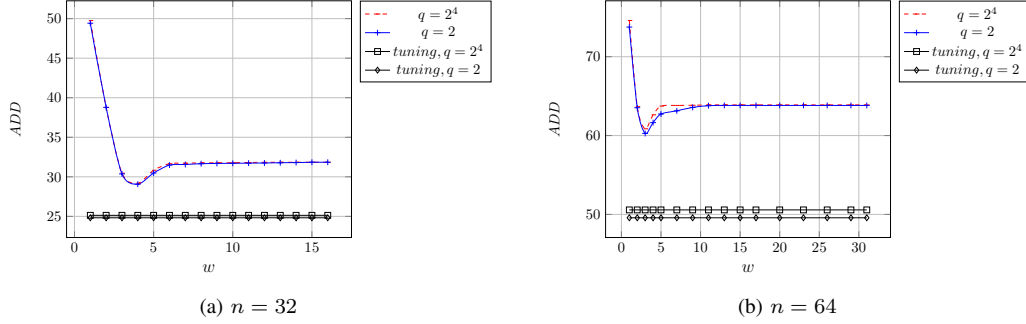 50
45
40
35
30
25
0
5
10
15
ADD
w
q = 2^4
q = 2
tuning, q = 2^4
tuning, q = 2
(a) n = 32
70
60
50
0
5
10
15
20
25
30
ADD
w
q = 2^4
q = 2
tuning, q = 2^4
tuning, q = 2
(b) n = 64